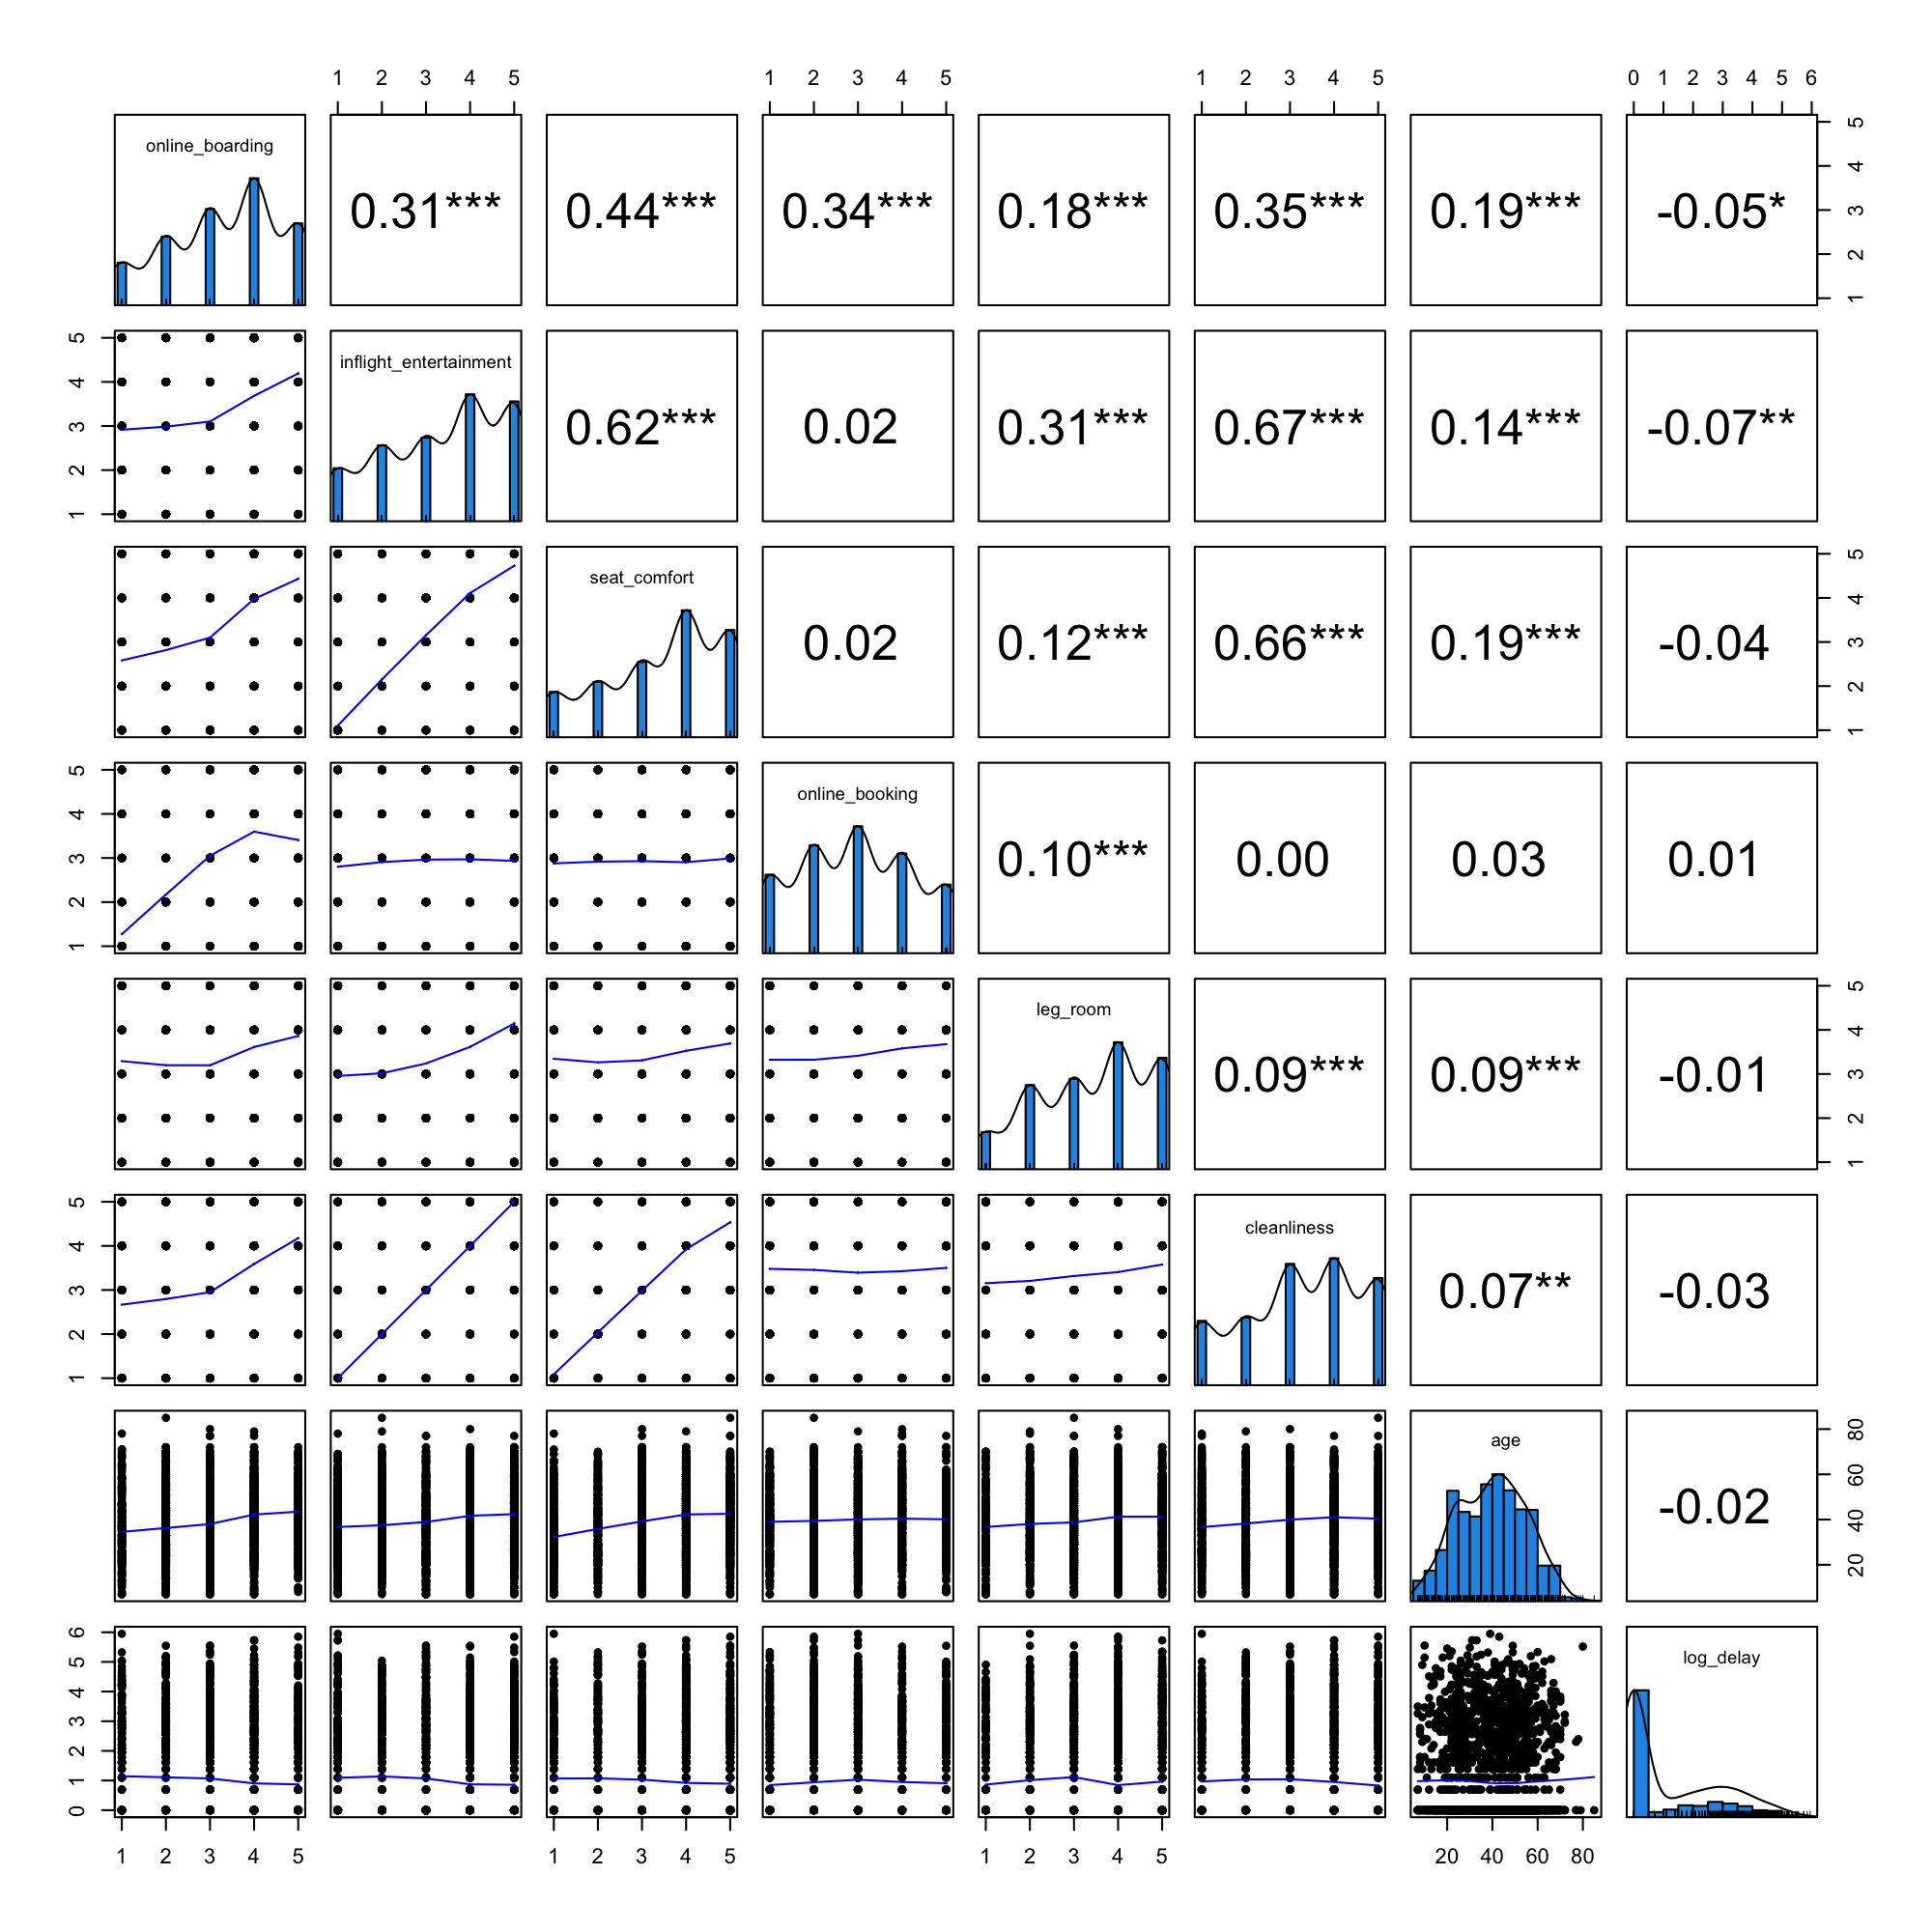 1 2 3 4 5 1 2 3 4 5 1 2 3 4 5 0 1 2 3 4 5 6
online_boarding 0.31*** 0.44*** 0.34*** 0.18*** 0.35*** 0.19*** -0.05* 1 2 3 4 5
1 2 3 4 5 inflight_entertainment 0.62*** 0.02 0.31*** 0.67*** 0.14*** -0.07**
seat_comfort 0.02 0.12*** 0.66*** 0.19*** -0.04 1 2 3 4 5
1 2 3 4 5 online_booking 0.10*** 0.00 0.03 0.01
leg_room 0.09*** 0.09*** -0.01 1 2 3 4 5
1 2 3 4 5 cleanliness 0.07** -0.03
age -0.02 20 40 60 80
0 1 2 3 4 5 6 log_delay
1 2 3 4 5 1 2 3 4 5 1 2 3 4 5 20 40 60 80